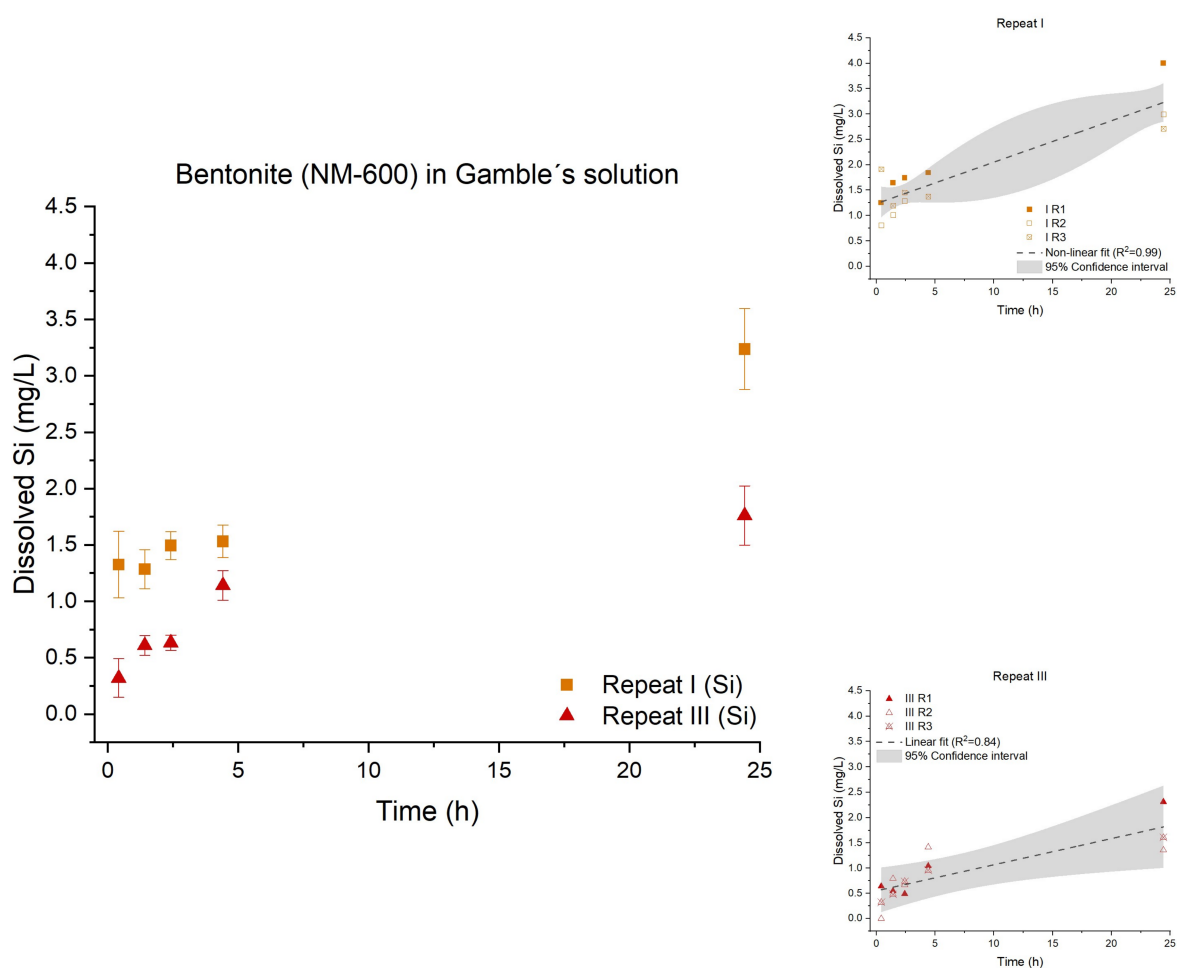 Bentonite (NM-600) in Gamble´s solution
4.5
4.0
3.5
3.0
2.5
2.0
1.5
1.0
0.5
0.0
Dissolved Si (mg/L)
0
5
10
15
20
25
Time (h)
Repeat I (Si)
Repeat III (Si)
Repeat I
4.5
4.0
3.5
3.0
2.5
2.0
1.5
1.0
0.5
0.0
Dissolved Si (mg/L)
I R1
I R2
I R3
Non-linear fit (R²=0.99)
95% Confidence interval
0
5
10
15
20
25
Time (h)
Repeat III
4.5
4.0
3.5
3.0
2.5
2.0
1.5
1.0
0.5
0.0
Dissolved Si (mg/L)
III R1
III R2
III R3
Linear fit (R²=0.84)
95% Confidence interval
0
5
10
15
20
25
Time (h)